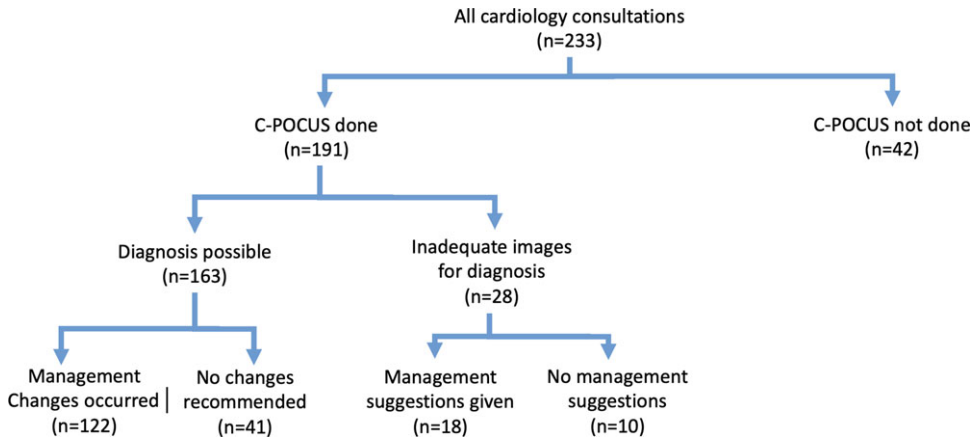 All cardiology consultations
(n=233)
C-POCUS done
(n=191)
C-POCUS not done
(n=42)
Diagnosis possible
(n=163)
Inadequate images
for diagnosis
(n=28)
Management
Changes occurred
(n=122)
No changes
recommended
(n=41)
Management
suggestions given
(n=18)
No management
suggestions
(n=10)